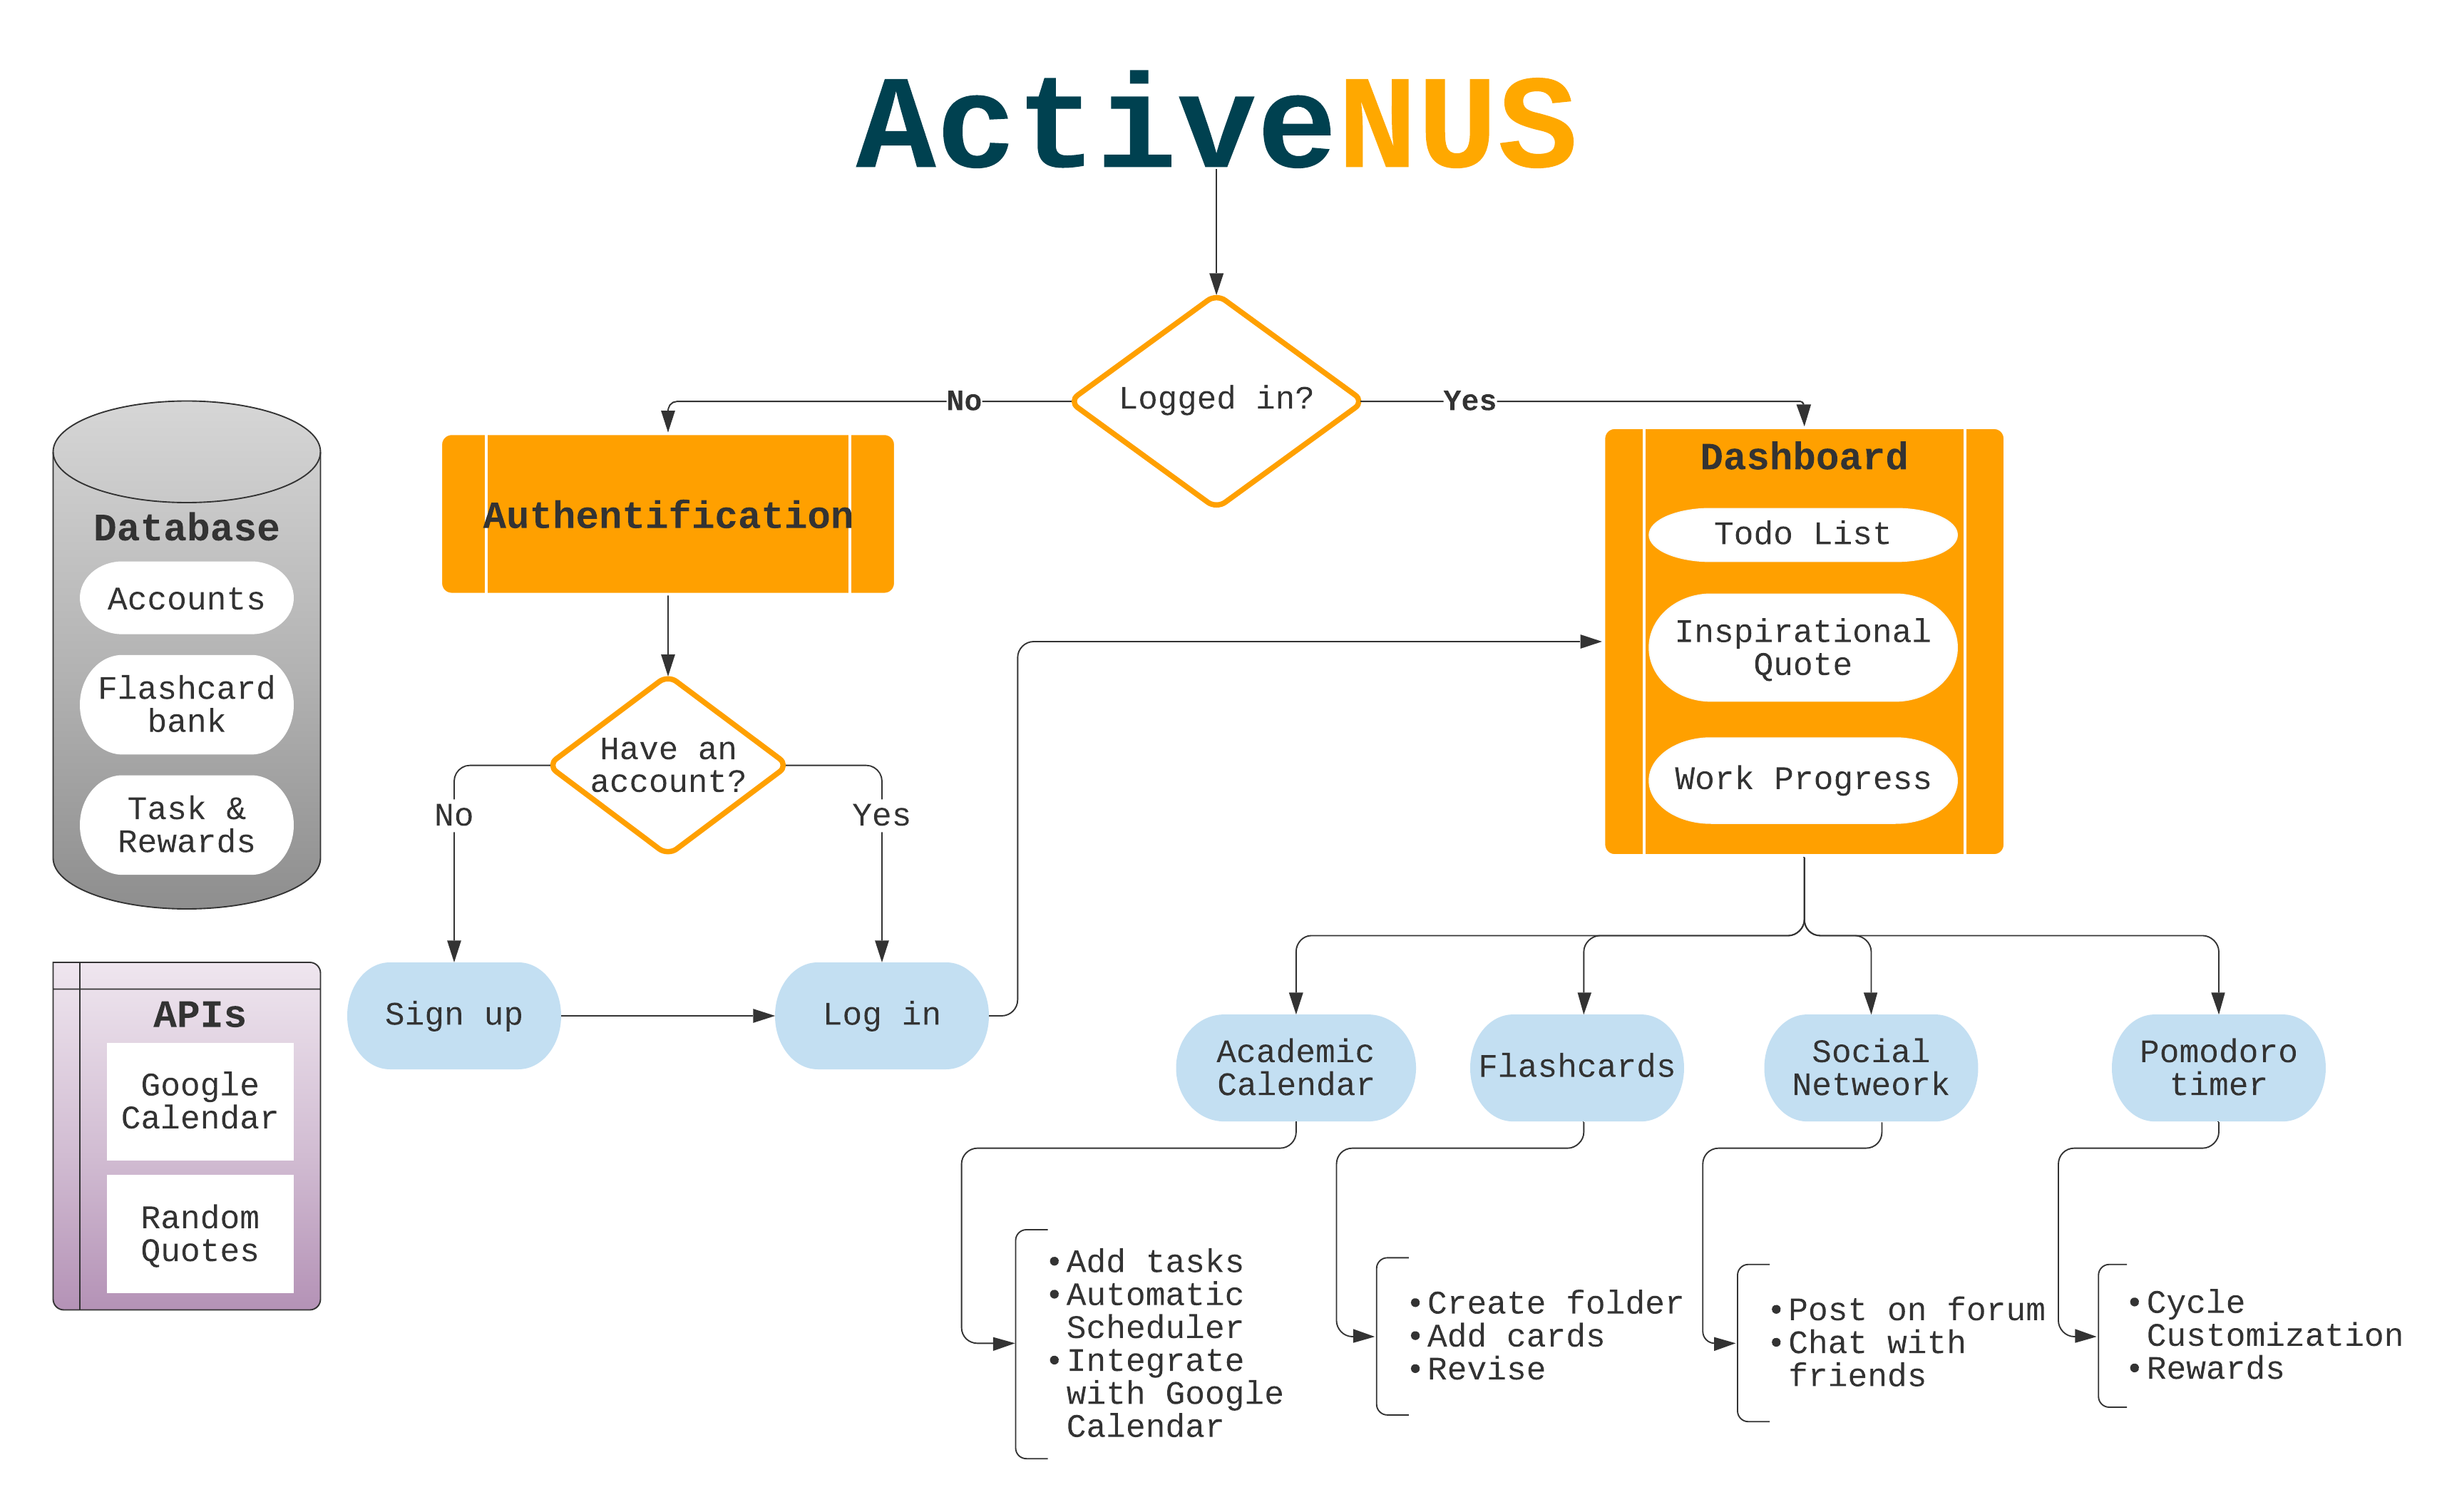 ActiveNUS
Logged in?
No
Yes
Authentification
Dashboard
Todo List
Inspirational
Quote
Work Progress
Database
Accounts
Flashcard
bank
Task &
Rewards
Have an
account?
No
Yes
Sign up
Log in
APIs
Google
Calendar
Random
Quotes
Academic
Calendar
Flashcards
Social
Netweork
Pomodoro
timer
•Add tasks
•Automatic
Scheduler
•Integrate
with Google
Calendar
•Create folder
•Add cards
•Revise
•Post on forum
•Chat with
friends
•Cycle
Customization
•Rewards